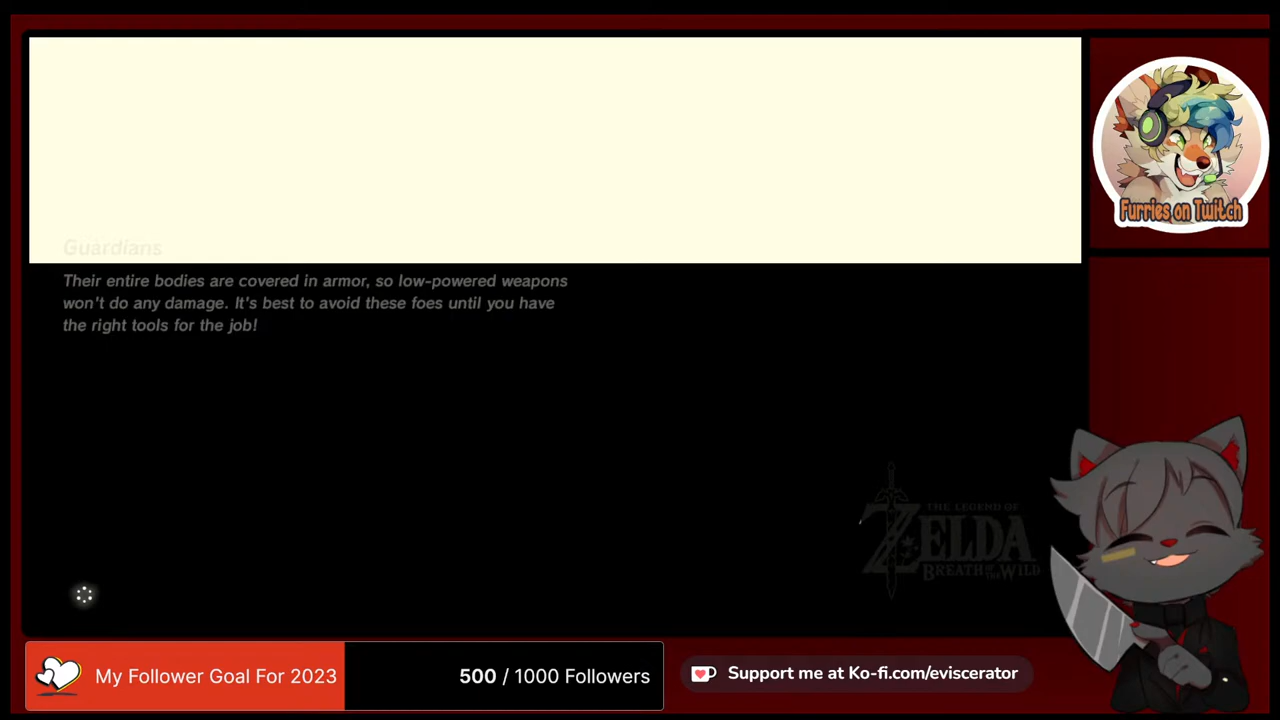 Guardians
Their entire bodies are covered in armor, so low-powered weapons
won't do any damage. It's best to avoid these foes until you have
the right tools for the job!
Furries on Twitch
THE LEGEND OF
ZELDA
BREATH OF THE WILD
My Follower Goal For 2023
500 / 1000 Followers
Support me at Ko-fi.com/eviscerator